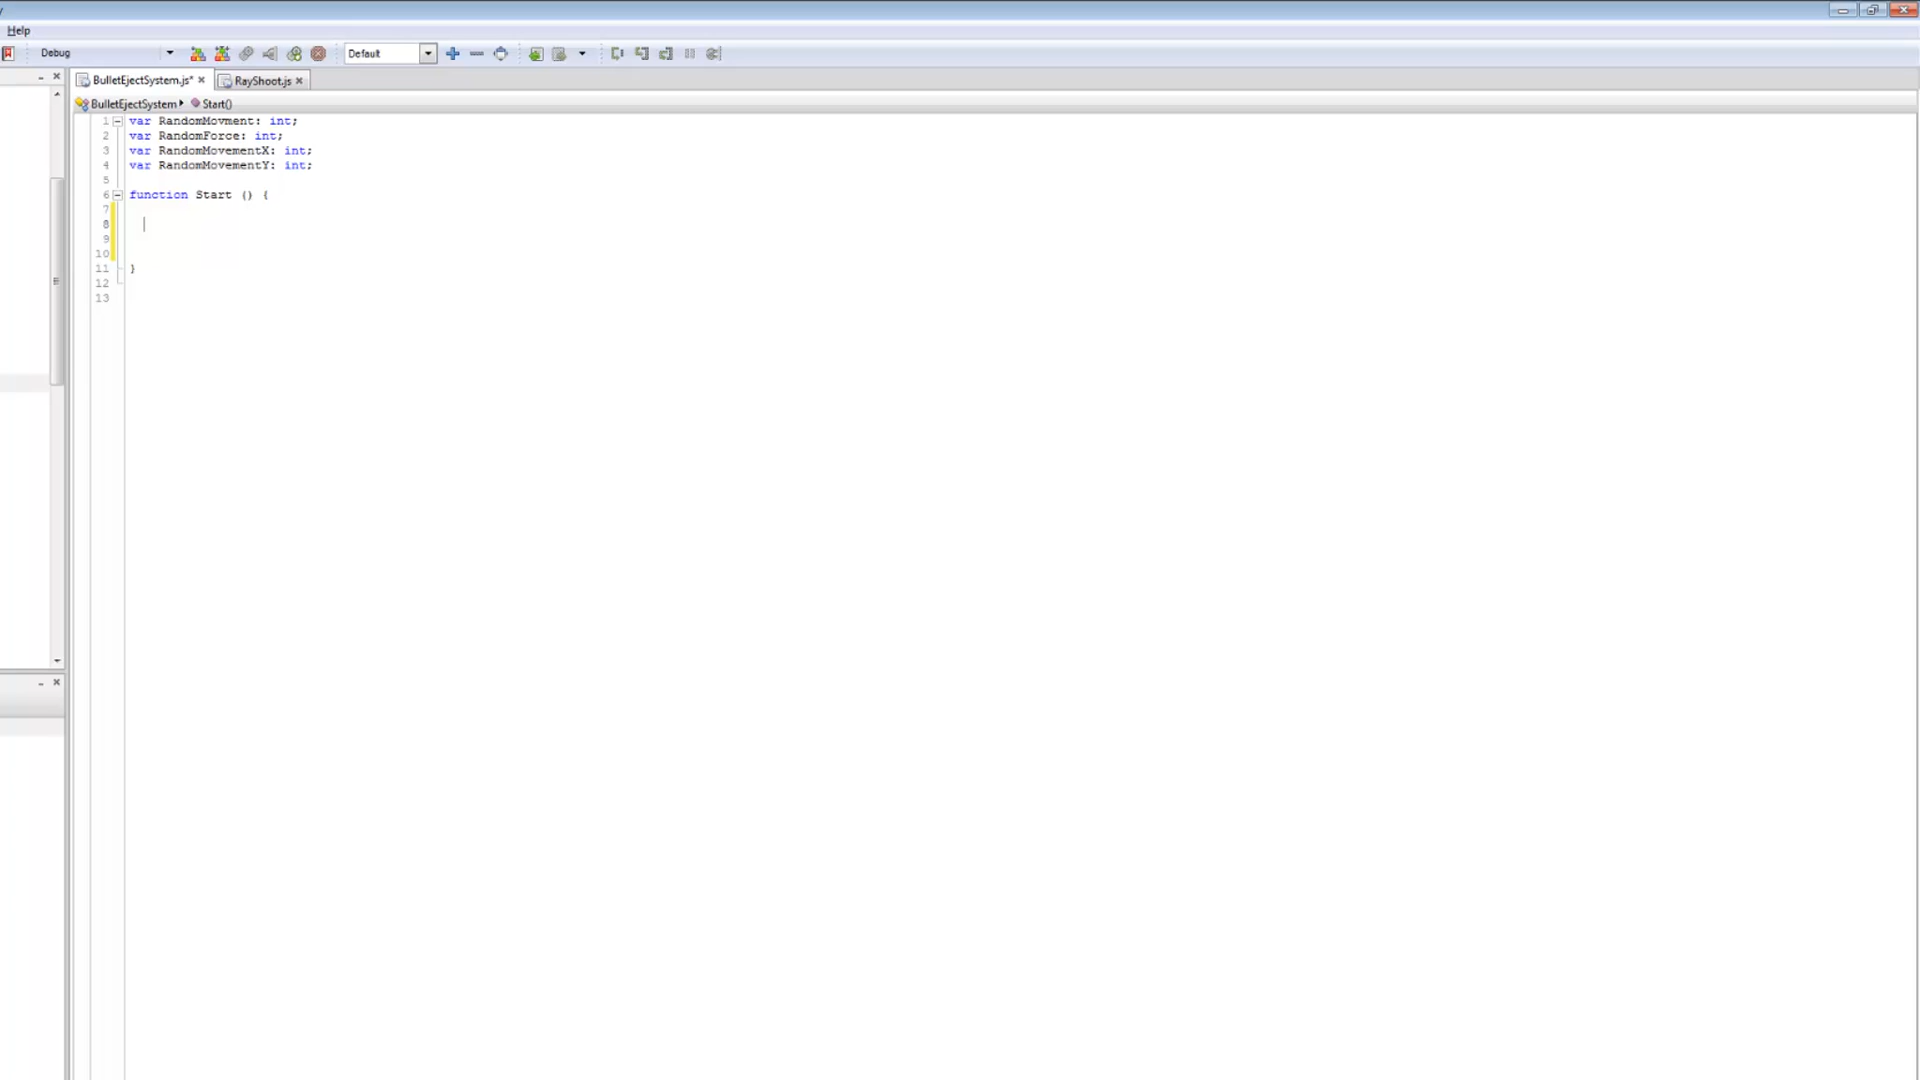 Help
Debug
Default
BulletEjectSystem.js*
RayShoot.js
BulletEjectSystem
Start()
1 var RandomMovment: int;
2 var RandomForce: int;
3 var RandomMovementX: int;
4 var RandomMovementY: int;
5
6 function Start () {
7
8
9
10
11 }
12
13